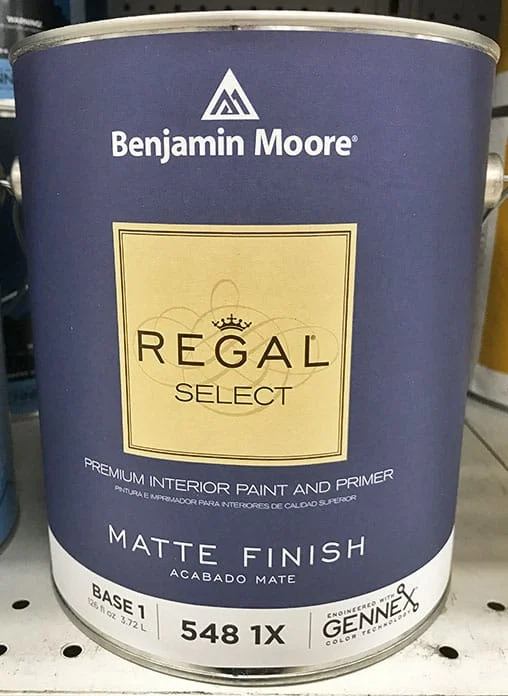 WARNING!
Benjamin Moore®
REGAL®
SELECT
PREMIUM INTERIOR PAINT AND PRIMER
PINTURA E IMPRIMADOR PARA INTERIORES DE CALIDAD SUPERIOR
MATTE FINISH
ACABADO MATE
BASE 1
126 fl oz 3.72 L
548 1X
ENGINEERED WITH
GENNEX
COLOR TECHNOLOGY